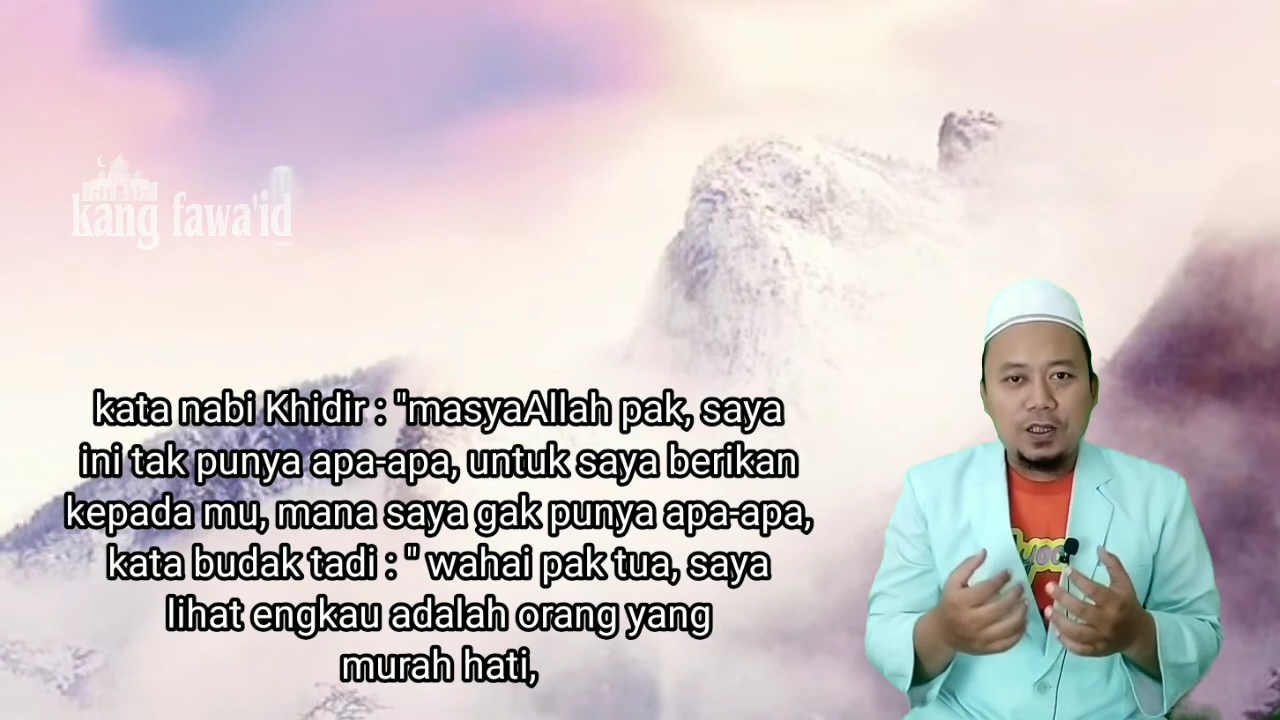 kang fawa'id
kata nabi Khidir : "masyaAllah pak, saya
ini tak punya apa-apa, untuk saya berikan
kepada mu, mana saya gak punya apa-apa,
kata budak tadi : " wahai pak tua, saya
lihat engkau adalah orang yang
murah hati,